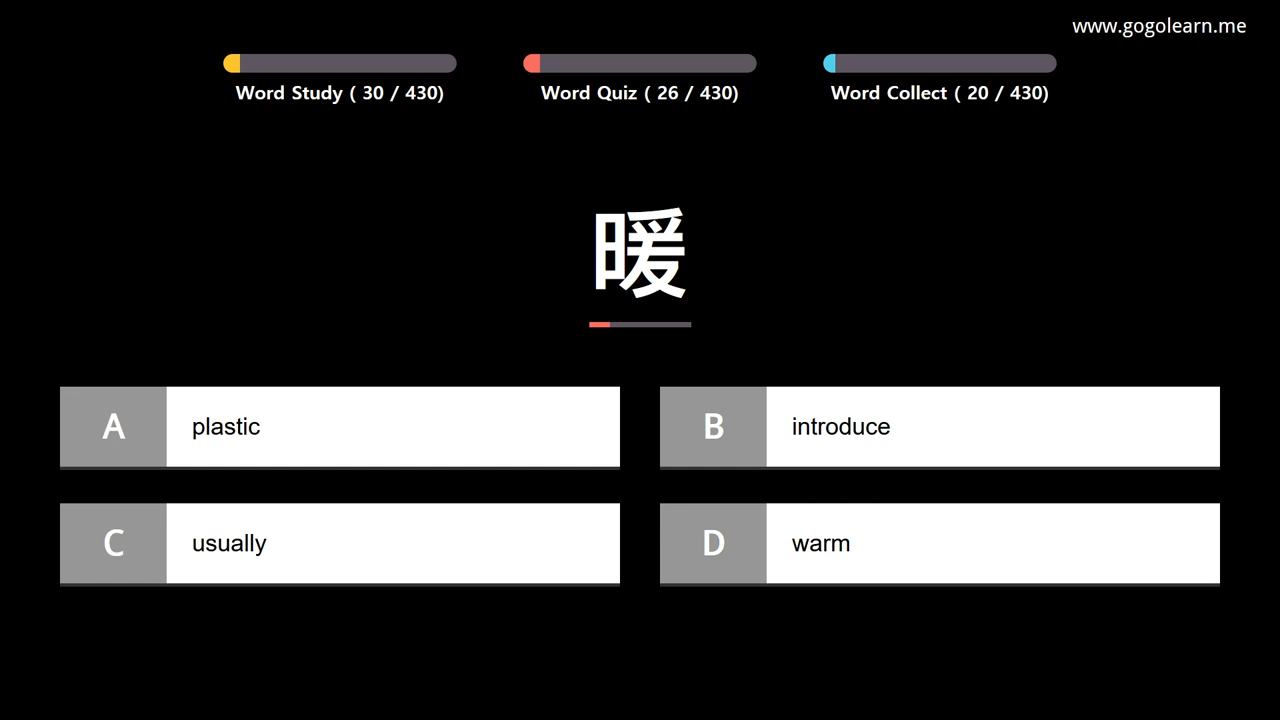 www.gogolearn.me
Word Study ( 30 / 430)
Word Quiz ( 26 / 430)
Word Collect ( 20 / 430)
暖
A plastic
B introduce
C usually
D warm